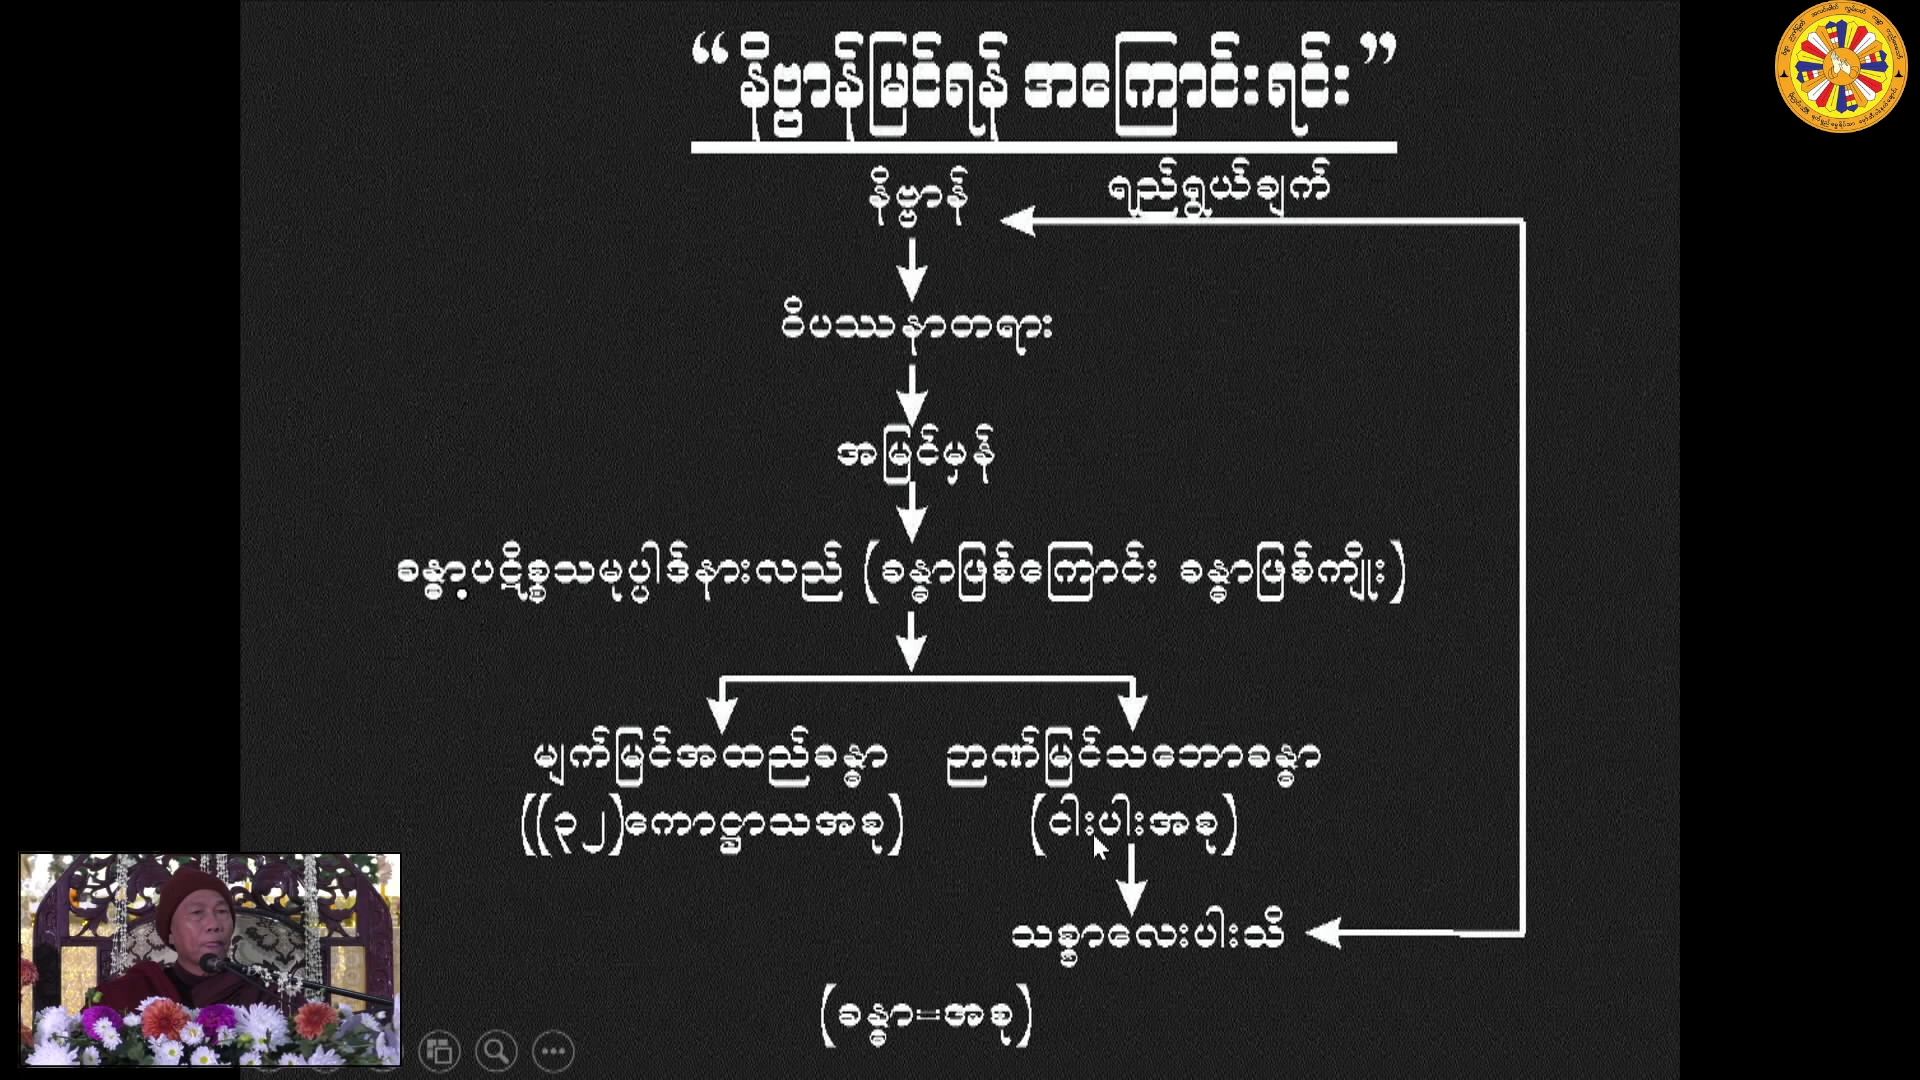 “နိဗ္ဗာန်မြင်ရန် အကြောင်းရင်း”
နိဗ္ဗာန်
ရည်ရွယ်ချက်
ဝိပဿနာတရား
အမြင်မှန်
ခန္ဓာ့ပဋိစ္စသမုပ္ပါဒ်နားလည် (ခန္ဓာဖြစ်ကြောင်း ခန္ဓာဖြစ်ကျိုး)
မျက်မြင်အထည်ခန္ဓာ
ဉာဏ်မြင်သဘောခန္ဓာ
((၃၂)ကောဋ္ဌာသအစု)
(ငါးပါးအစု)
သစ္စာလေးပါးသိ
(ခန္ဓာ=အစု)